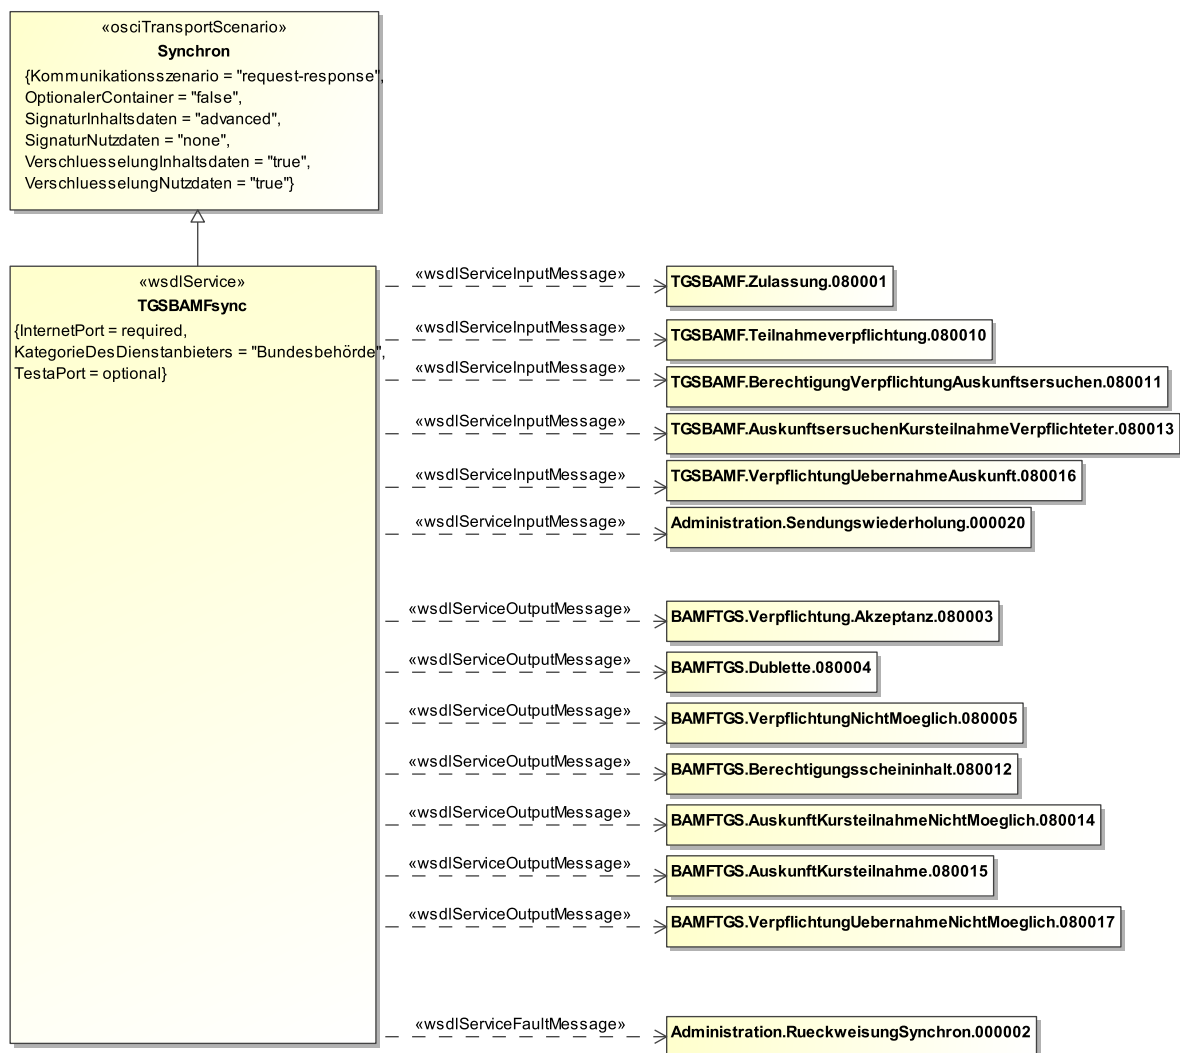 «osciTransportScenario»
Synchron
{Kommunikationsszenario = "request-response",
OptionalerContainer = "false",
SignaturInhaltsdaten = "advanced",
SignaturNutzdaten = "none",
VerschluesselungInhaltsdaten = "true",
VerschluesselungNutzdaten = "true"}
«wsdlService»
TGSBAMFsync
{InternetPort = required,
KategorieDesDienstanbieters = "Bundesbehörde",
TestaPort = optional}
«wsdlServiceInputMessage»
TGSBAMF.Zulassung.080001
«wsdlServiceInputMessage»
TGSBAMF.Teilnahmeverpflichtung.080010
«wsdlServiceInputMessage»
TGSBAMF.BerechtigungVerpflichtungAuskunftsersuchen.080011
«wsdlServiceInputMessage»
TGSBAMF.AuskunftsersuchenKursteilnahmeVerpflichteter.080013
«wsdlServiceInputMessage»
TGSBAMF.VerpflichtungUebernahmeAuskunft.080016
«wsdlServiceInputMessage»
Administration.Sendungswiederholung.000020
«wsdlServiceOutputMessage»
BAMFTGS.Verpflichtung.Akzeptanz.080003
«wsdlServiceOutputMessage»
BAMFTGS.Dublette.080004
«wsdlServiceOutputMessage»
BAMFTGS.VerpflichtungNichtMoeglich.080005
«wsdlServiceOutputMessage»
BAMFTGS.Berechtigungsscheininhalt.080012
«wsdlServiceOutputMessage»
BAMFTGS.AuskunftKursteilnahmeNichtMoeglich.080014
«wsdlServiceOutputMessage»
BAMFTGS.AuskunftKursteilnahme.080015
«wsdlServiceOutputMessage»
BAMFTGS.VerpflichtungUebernahmeNichtMoeglich.080017
«wsdlServiceFaultMessage»
Administration.RueckweisungSynchron.000002